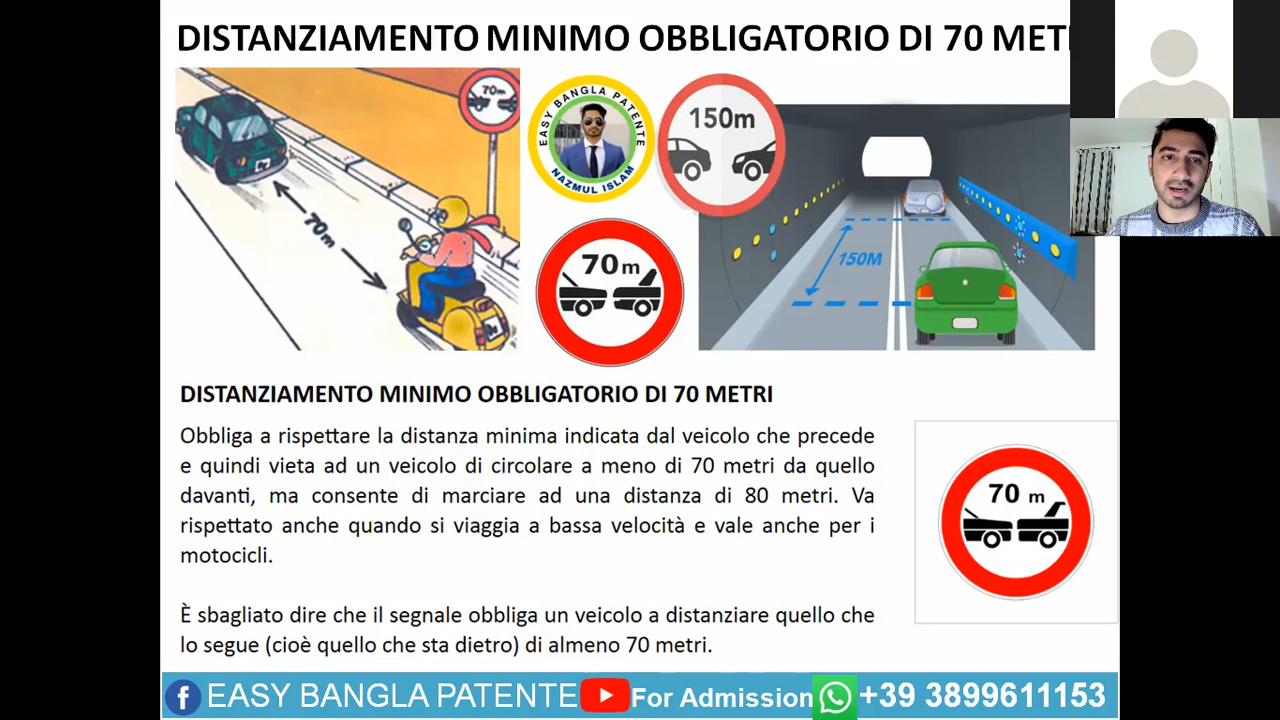 DISTANZIAMENTO MINIMO OBBLIGATORIO DI 70 METI
70m
70m
EASY BANGLA PATENTE
NAZMUL ISLAM
150m
70 m
150M
DISTANZIAMENTO MINIMO OBBLIGATORIO DI 70 METRI
Obbliga a rispettare la distanza minima indicata dal veicolo che precede
e quindi vieta ad un veicolo di circolare a meno di 70 metri da quello
davanti, ma consente di marciare ad una distanza di 80 metri. Va
rispettato anche quando si viaggia a bassa velocità e vale anche per i
motocicli.
70 m
È sbagliato dire che il segnale obbliga un veicolo a distanziare quello che
lo segue (cioè quello che sta dietro) di almeno 70 metri.
EASY BANGLA PATENTE For Admission +39 3899611153